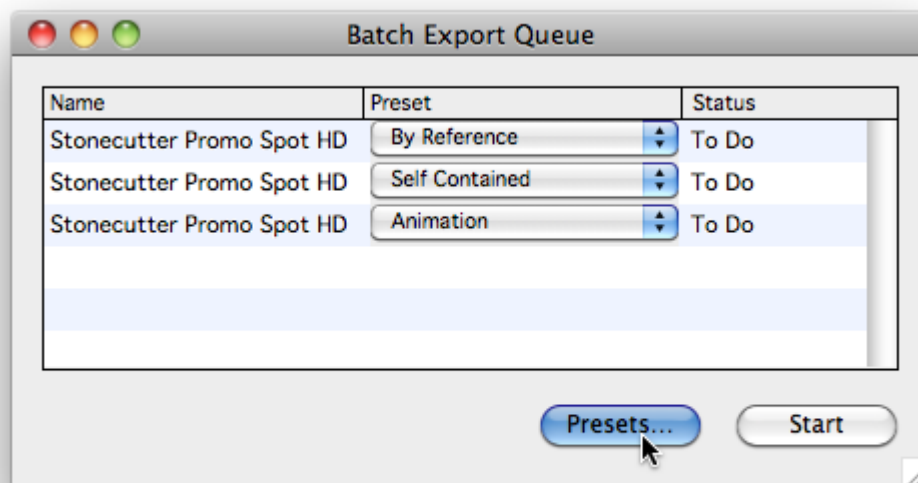 Batch Export Queue
Name Preset Status
Stonecutter Promo Spot HD By Reference To Do
Stonecutter Promo Spot HD Self Contained To Do
Stonecutter Promo Spot HD Animation To Do
Presets... Start